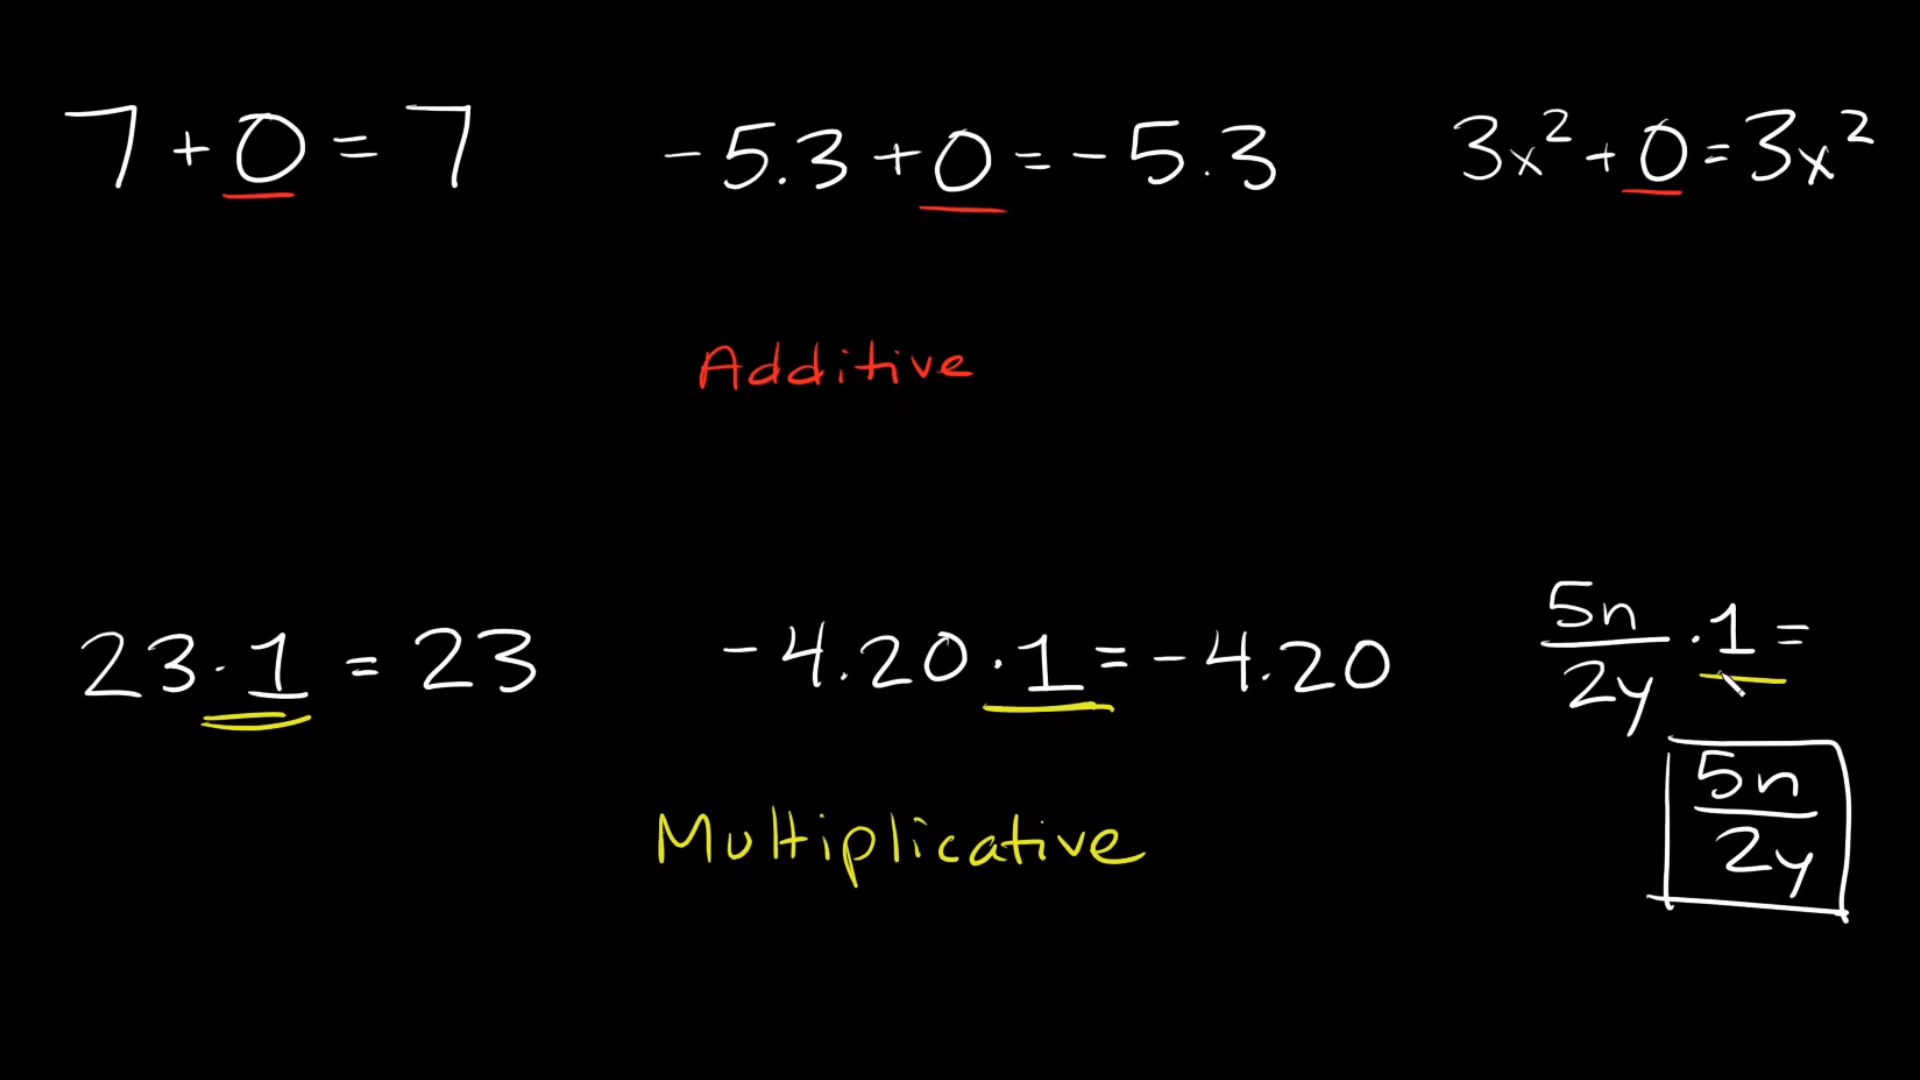 7 + 0 = 7
-5.3 + 0 = -5.3
3x² + 0 = 3x²
Additive
23 · 1 = 23
-4.20 · 1 = -4.20
5n/2y · 1 =
5n/2y
Multiplicative